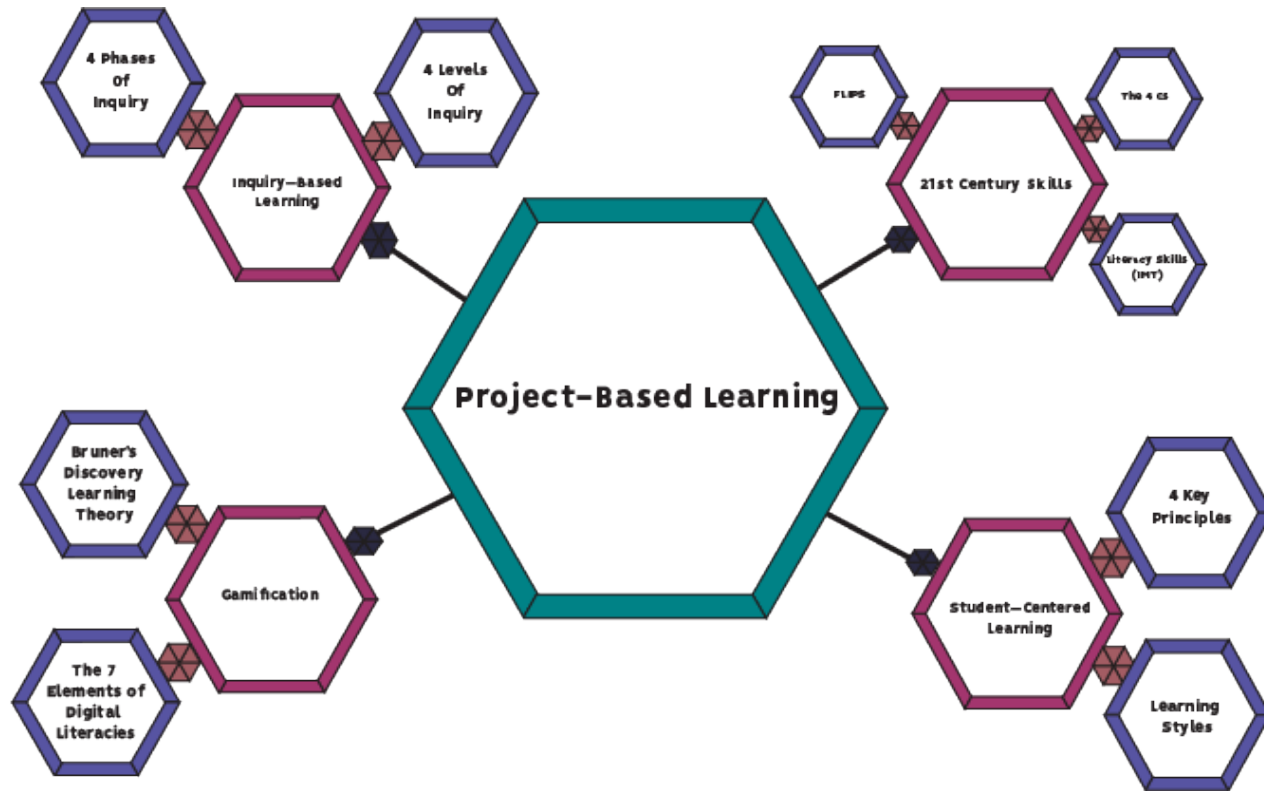 4 Phases
Of
Inquiry
4 Levels
Of
Inquiry
Inquiry—Based
Learning
FLIPS
The 4 CS
21st Century Skills
Literacy Skills
(IMT)
Project-Based Learning
Bruner's
Discovery
Learning
Theory
Gamification
The 7
Elements of
Digital
Literacies
4 Key
Principles
Student—Centered
Learning
Learning
Styles